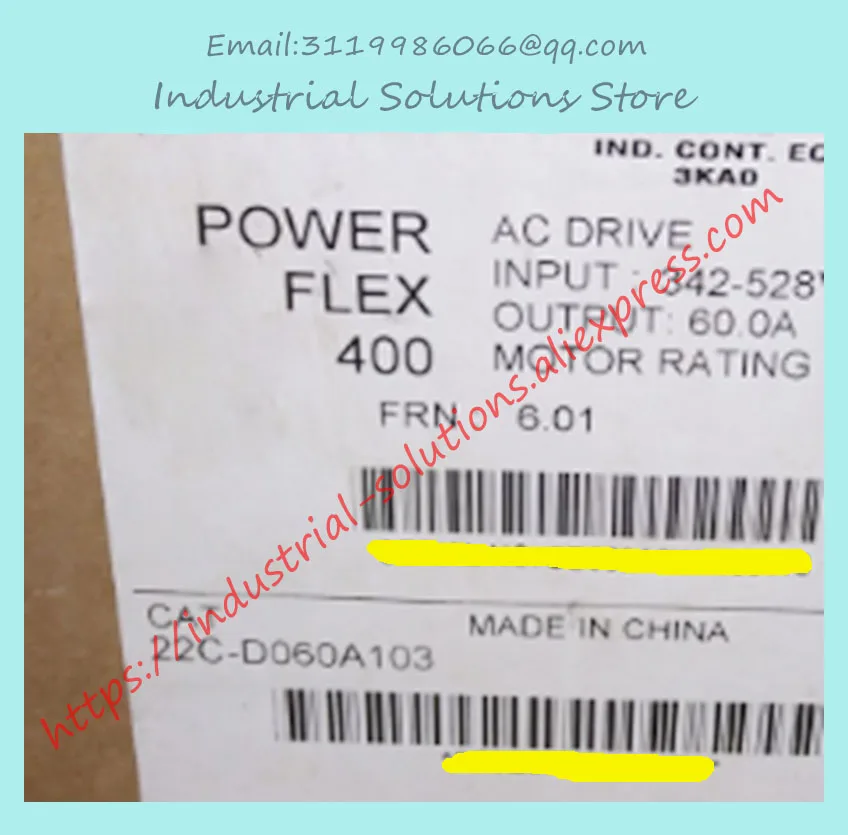 Email:3119986066@qq.com
Industrial Solutions Store
IND. CONT. EQ
3KA0
POWER
FLEX
400
AC DRIVE
INPUT : 342-528V
OUTPUT: 60.0A
MOTOR RATING
FRN 6.01
https://industrial-solutions.aliexpress.com
CAT
22C-D060A103
MADE IN CHINA